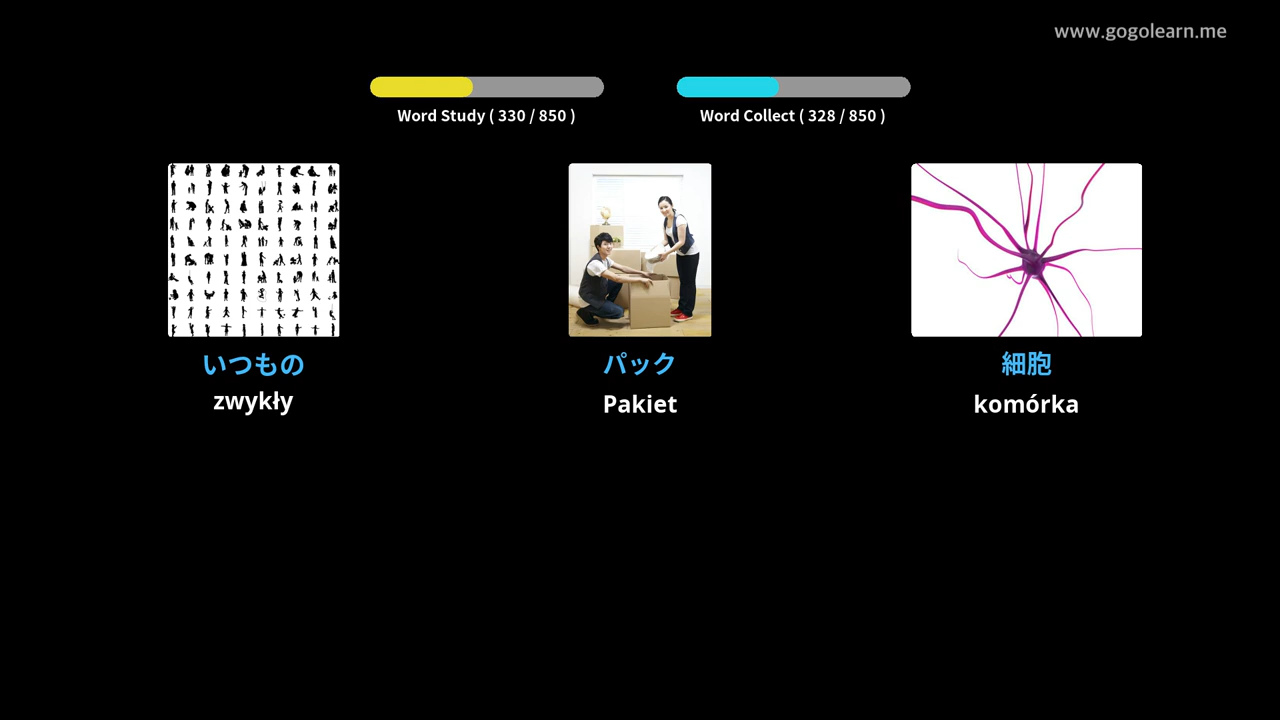 www.gogolearn.me
Word Study ( 330 / 850 )
Word Collect ( 328 / 850 )
いつもの
パック
細胞
zwykły
Pakiet
komórka